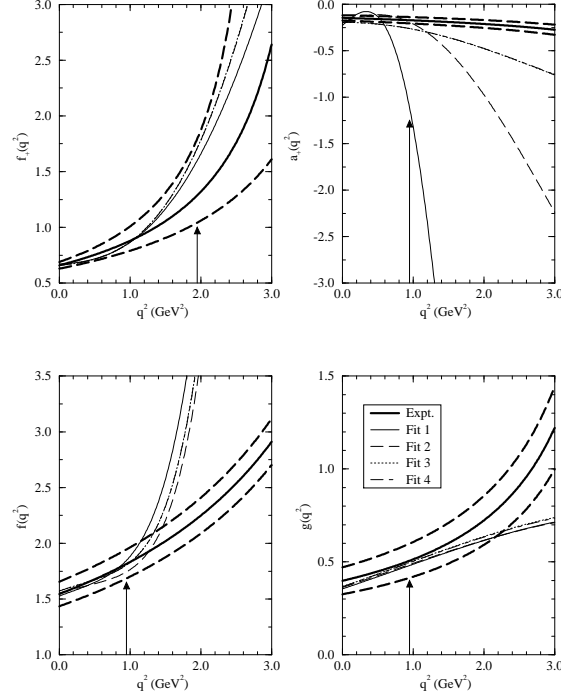 3.0
2.5
2.0
1.5
1.0
0.5
f₊(q²)
0.0 1.0 2.0 3.0
q² (GeV²)
0.0
-0.5
-1.0
-1.5
-2.0
-2.5
-3.0
a₊(q²)
0.0 1.0 2.0 3.0
q² (GeV²)
3.5
3.0
2.5
2.0
1.5
1.0
f(q²)
0.0 1.0 2.0 3.0
q² (GeV²)
1.5
1.0
0.5
0.0
g(q²)
Expt.
Fit 1
Fit 2
Fit 3
Fit 4
0.0 1.0 2.0 3.0
q² (GeV²)